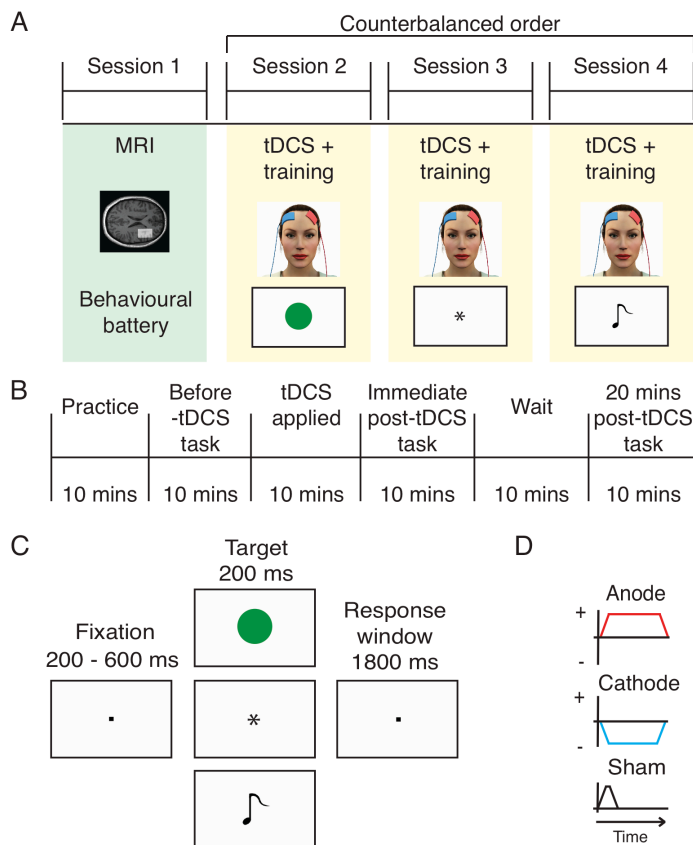 A
Counterbalanced order
Session 1
Session 2
Session 3
Session 4
MRI
Behavioural
battery
tDCS +
training
*
tDCS +
training
tDCS +
training
B
Practice
Before
-tDCS
task
tDCS
applied
Immediate
post-tDCS
task
Wait
20 mins
post-tDCS
task
10 mins
10 mins
10 mins
10 mins
10 mins
10 mins
C
Fixation
200 - 600 ms
Target
200 ms
*
Response
window
1800 ms
D
Anode
+
-
Cathode
+
-
Sham
Time